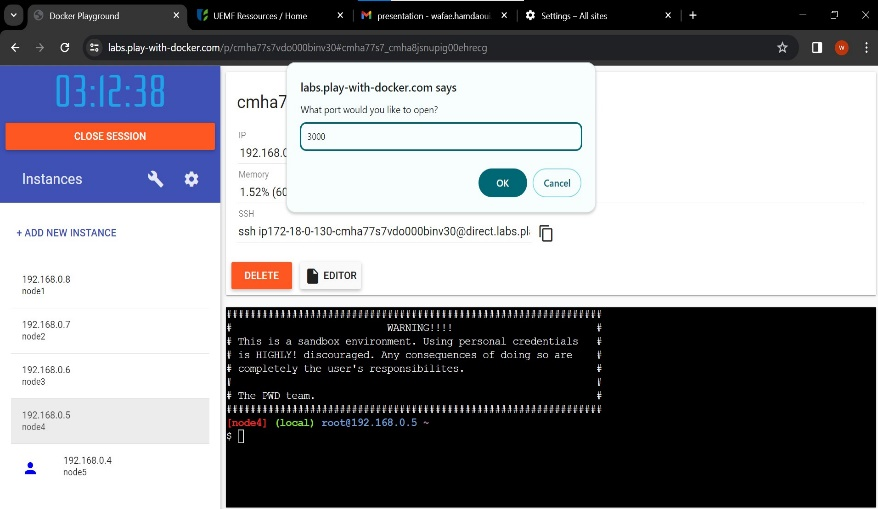 Docker Playground
UEMF Ressources / Home
presentation - wafae.hamdaoui
Settings – All sites
labs.play-with-docker.com/p/cmha77s7vdo000binv30#cmha77s7_cmha8jsnupig00ehrecg
W
03:12:38
CLOSE SESSION
Instances
+ ADD NEW INSTANCE
192.168.0.8
node1
192.168.0.7
node2
192.168.0.6
node3
192.168.0.5
node4
192.168.0.4
node5
labs.play-with-docker.com says
What port would you like to open?
3000
OK
Cancel
cmha7
IP
192.168.0
Memory
1.52% (60
SSH
ssh ip172-18-0-130-cmha77s7vdo000binv30@direct.labs.pl
DELETE
EDITOR
###############################################################
# WARNING!!!! #
# This is a sandbox environment. Using personal credentials #
# is HIGHLY! discouraged. Any consequences of doing so are #
# completely the user's responsibilites. #
# #
# The PWD team. #
###############################################################
[node4] (local) root@192.168.0.5 ~
$